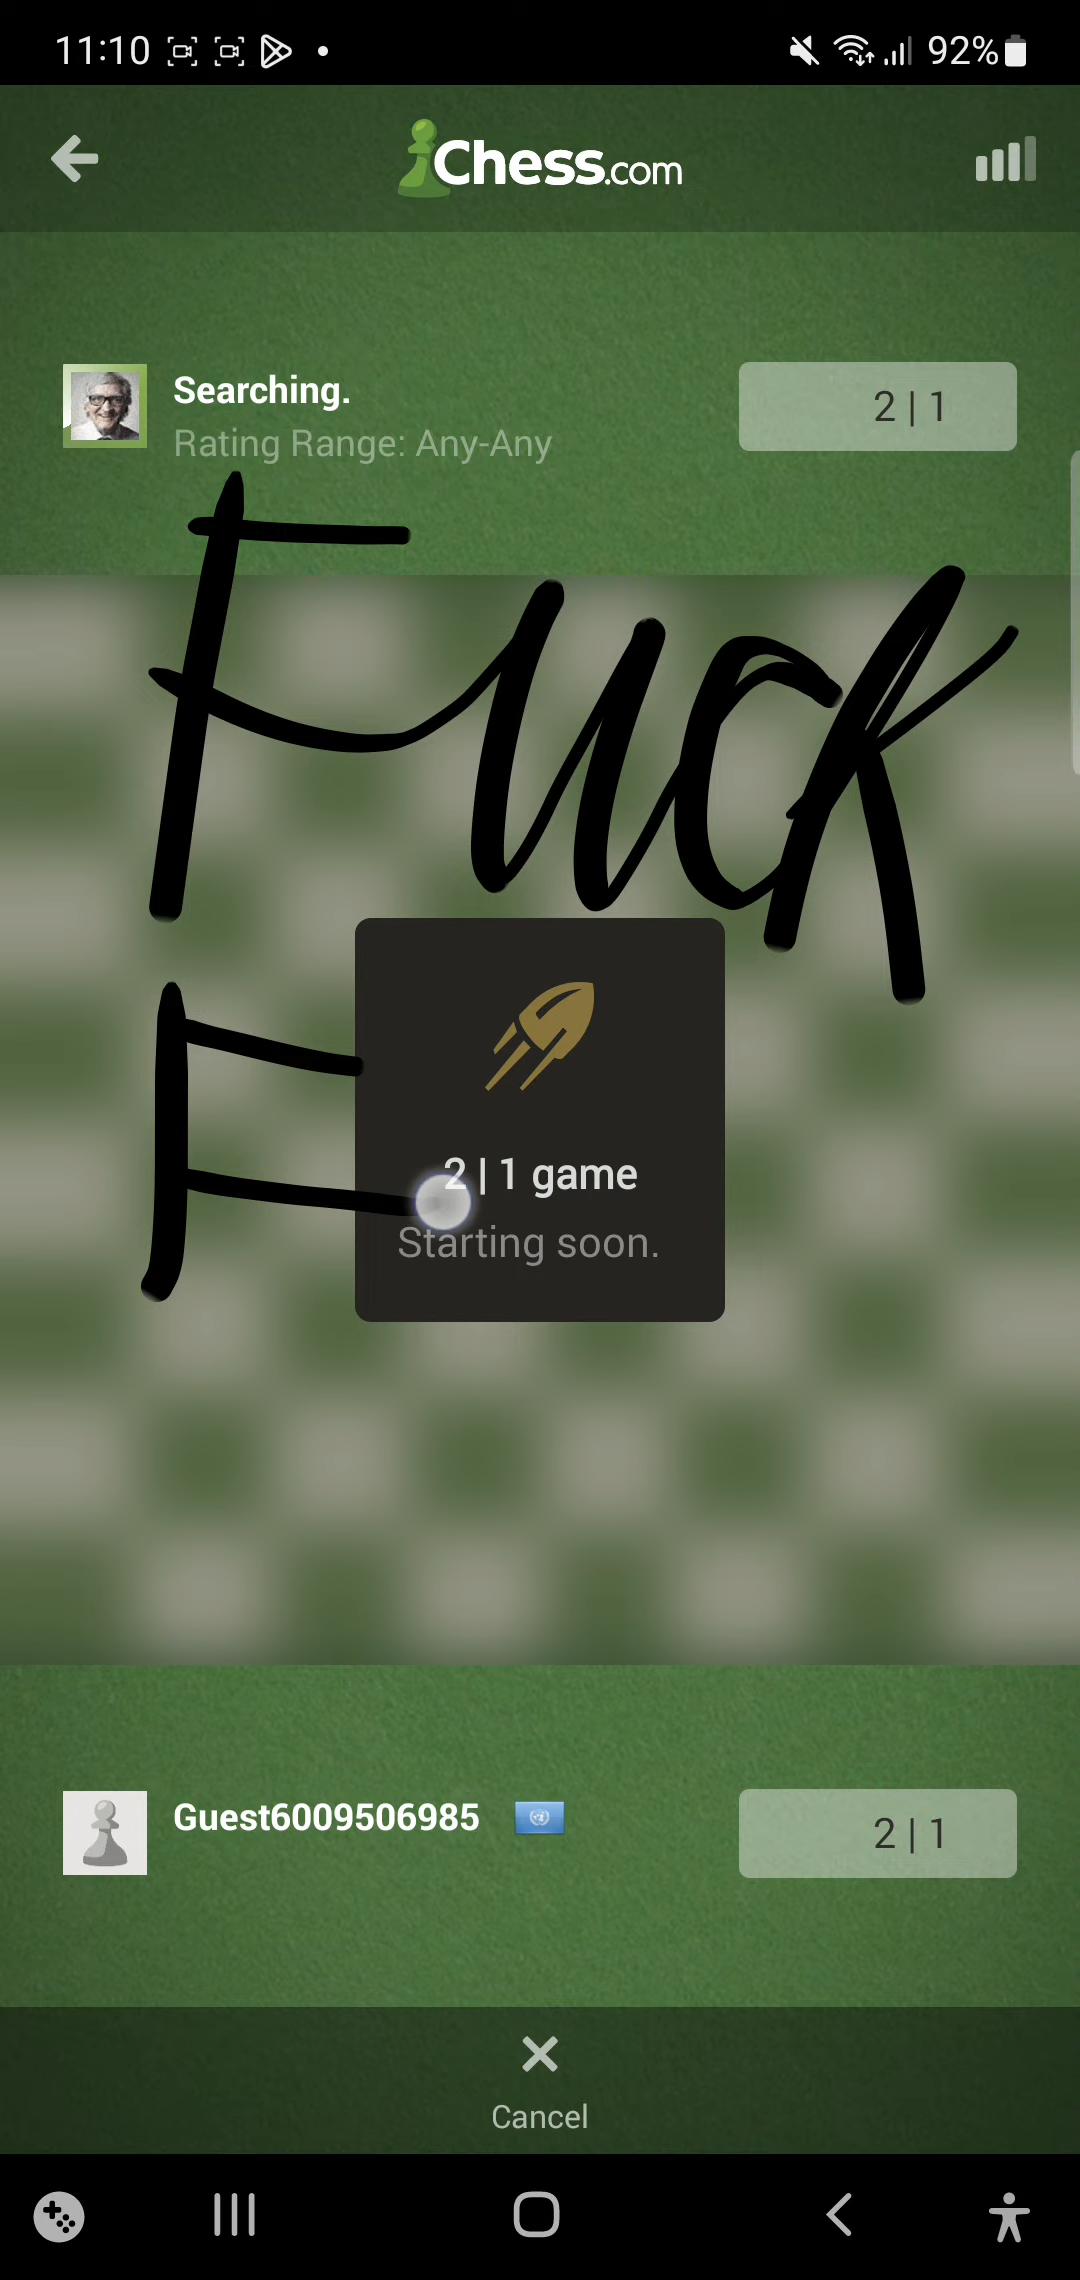 11:10 92%
Chess.com
Searching.
2 | 1
Rating Range: Any-Any
Fuck
F
2 | 1 game
Starting soon.
Guest6009506985
2 | 1
Cancel